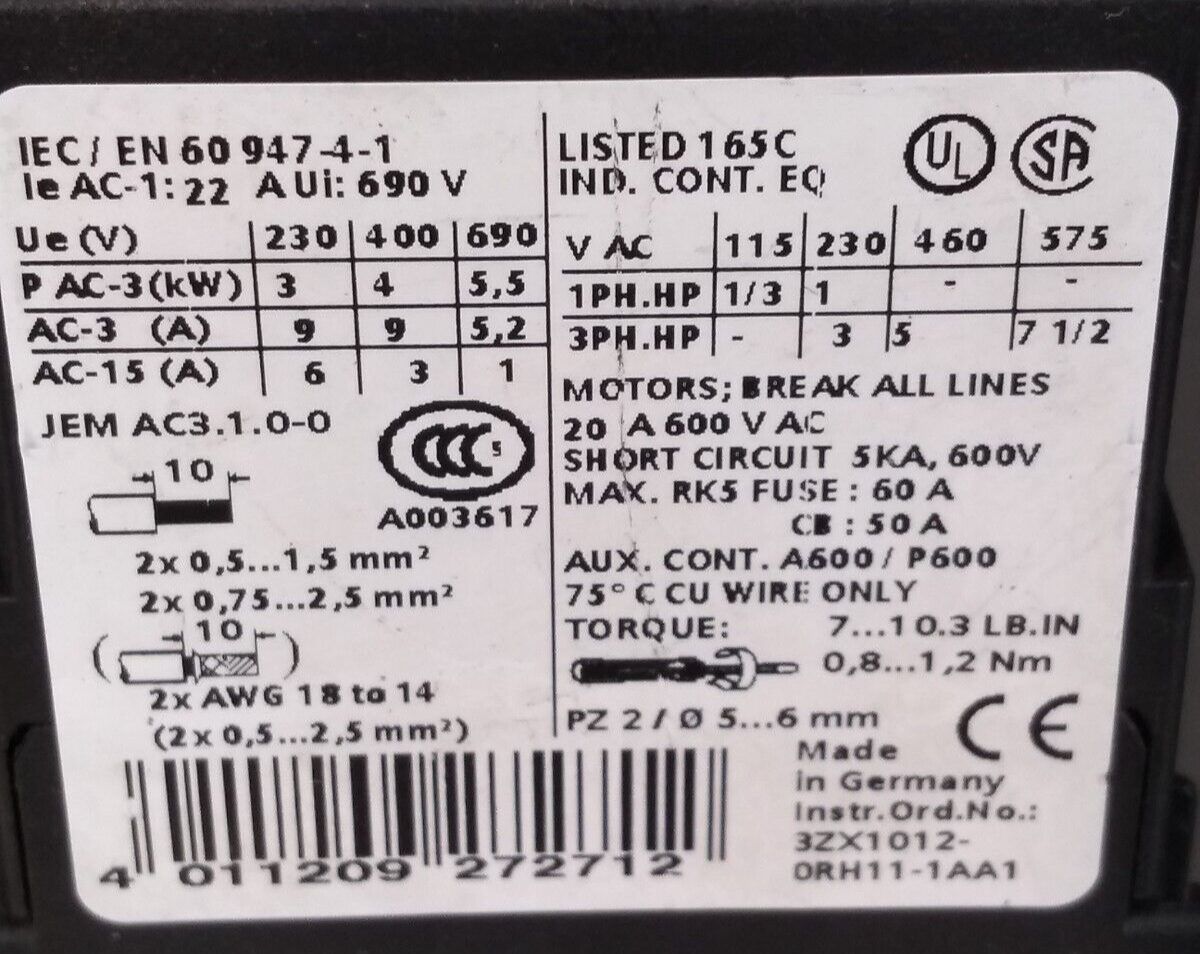 IEC/ EN 60 947-4-1
Ie AC-1: 22 A Ui: 690 V
Ue (V) 230 400 690
P AC-3 (kW) 3 4 5,5
AC-3 (A) 9 9 5,2
AC-15 (A) 6 3 1
JEM AC3.1.0-0
CCC S
10
A003617
2x 0,5...1,5 mm²
2x 0,75...2,5 mm²
( 10 )
2x AWG 18 to 14
(2x 0,5...2,5 mm²)
4 011209 272712
LISTED 165C
IND. CONT. EQ
UL SA
V AC 115 230 460 575
1PH.HP 1/3 1 - -
3PH.HP - 3 5 7 1/2
MOTORS; BREAK ALL LINES
20 A 600 V AC
SHORT CIRCUIT 5KA, 600V
MAX. RK5 FUSE : 60 A
CB : 50 A
AUX. CONT. A600 / P600
75° C CU WIRE ONLY
TORQUE: 7...10.3 LB.IN
0,8...1,2 Nm
PZ 2 / Ø 5...6 mm
CE
Made
in Germany
Instr.Ord.No.:
3ZX1012-
0RH11-1AA1